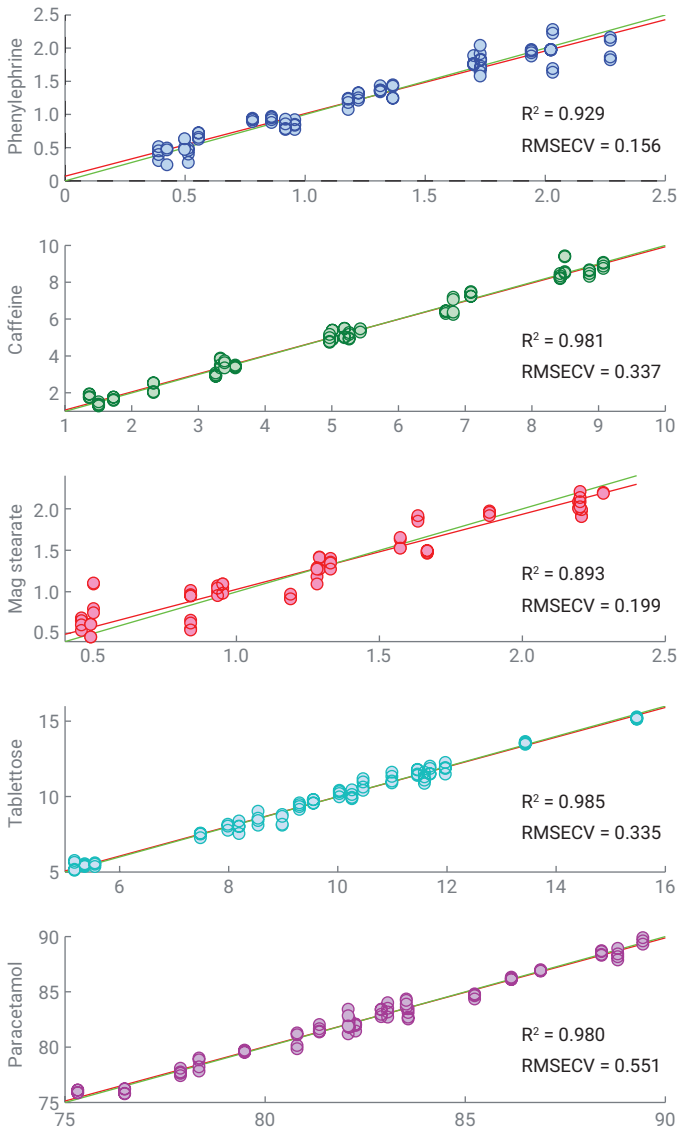 Phenylephrine
2.5
2.0
1.5
1.0
0.5
0
R² = 0.929
RMSECV = 0.156
0 0.5 1.0 1.5 2.0 2.5
Caffeine
10
8
6
4
2
R² = 0.981
RMSECV = 0.337
1 2 3 4 5 6 7 8 9 10
Mag stearate
2.0
1.5
1.0
0.5
R² = 0.893
RMSECV = 0.199
0.5 1.0 1.5 2.0 2.5
Tablettose
15
10
5
R² = 0.985
RMSECV = 0.335
6 8 10 12 14 16
Paracetamol
90
85
80
75
R² = 0.980
RMSECV = 0.551
75 80 85 90